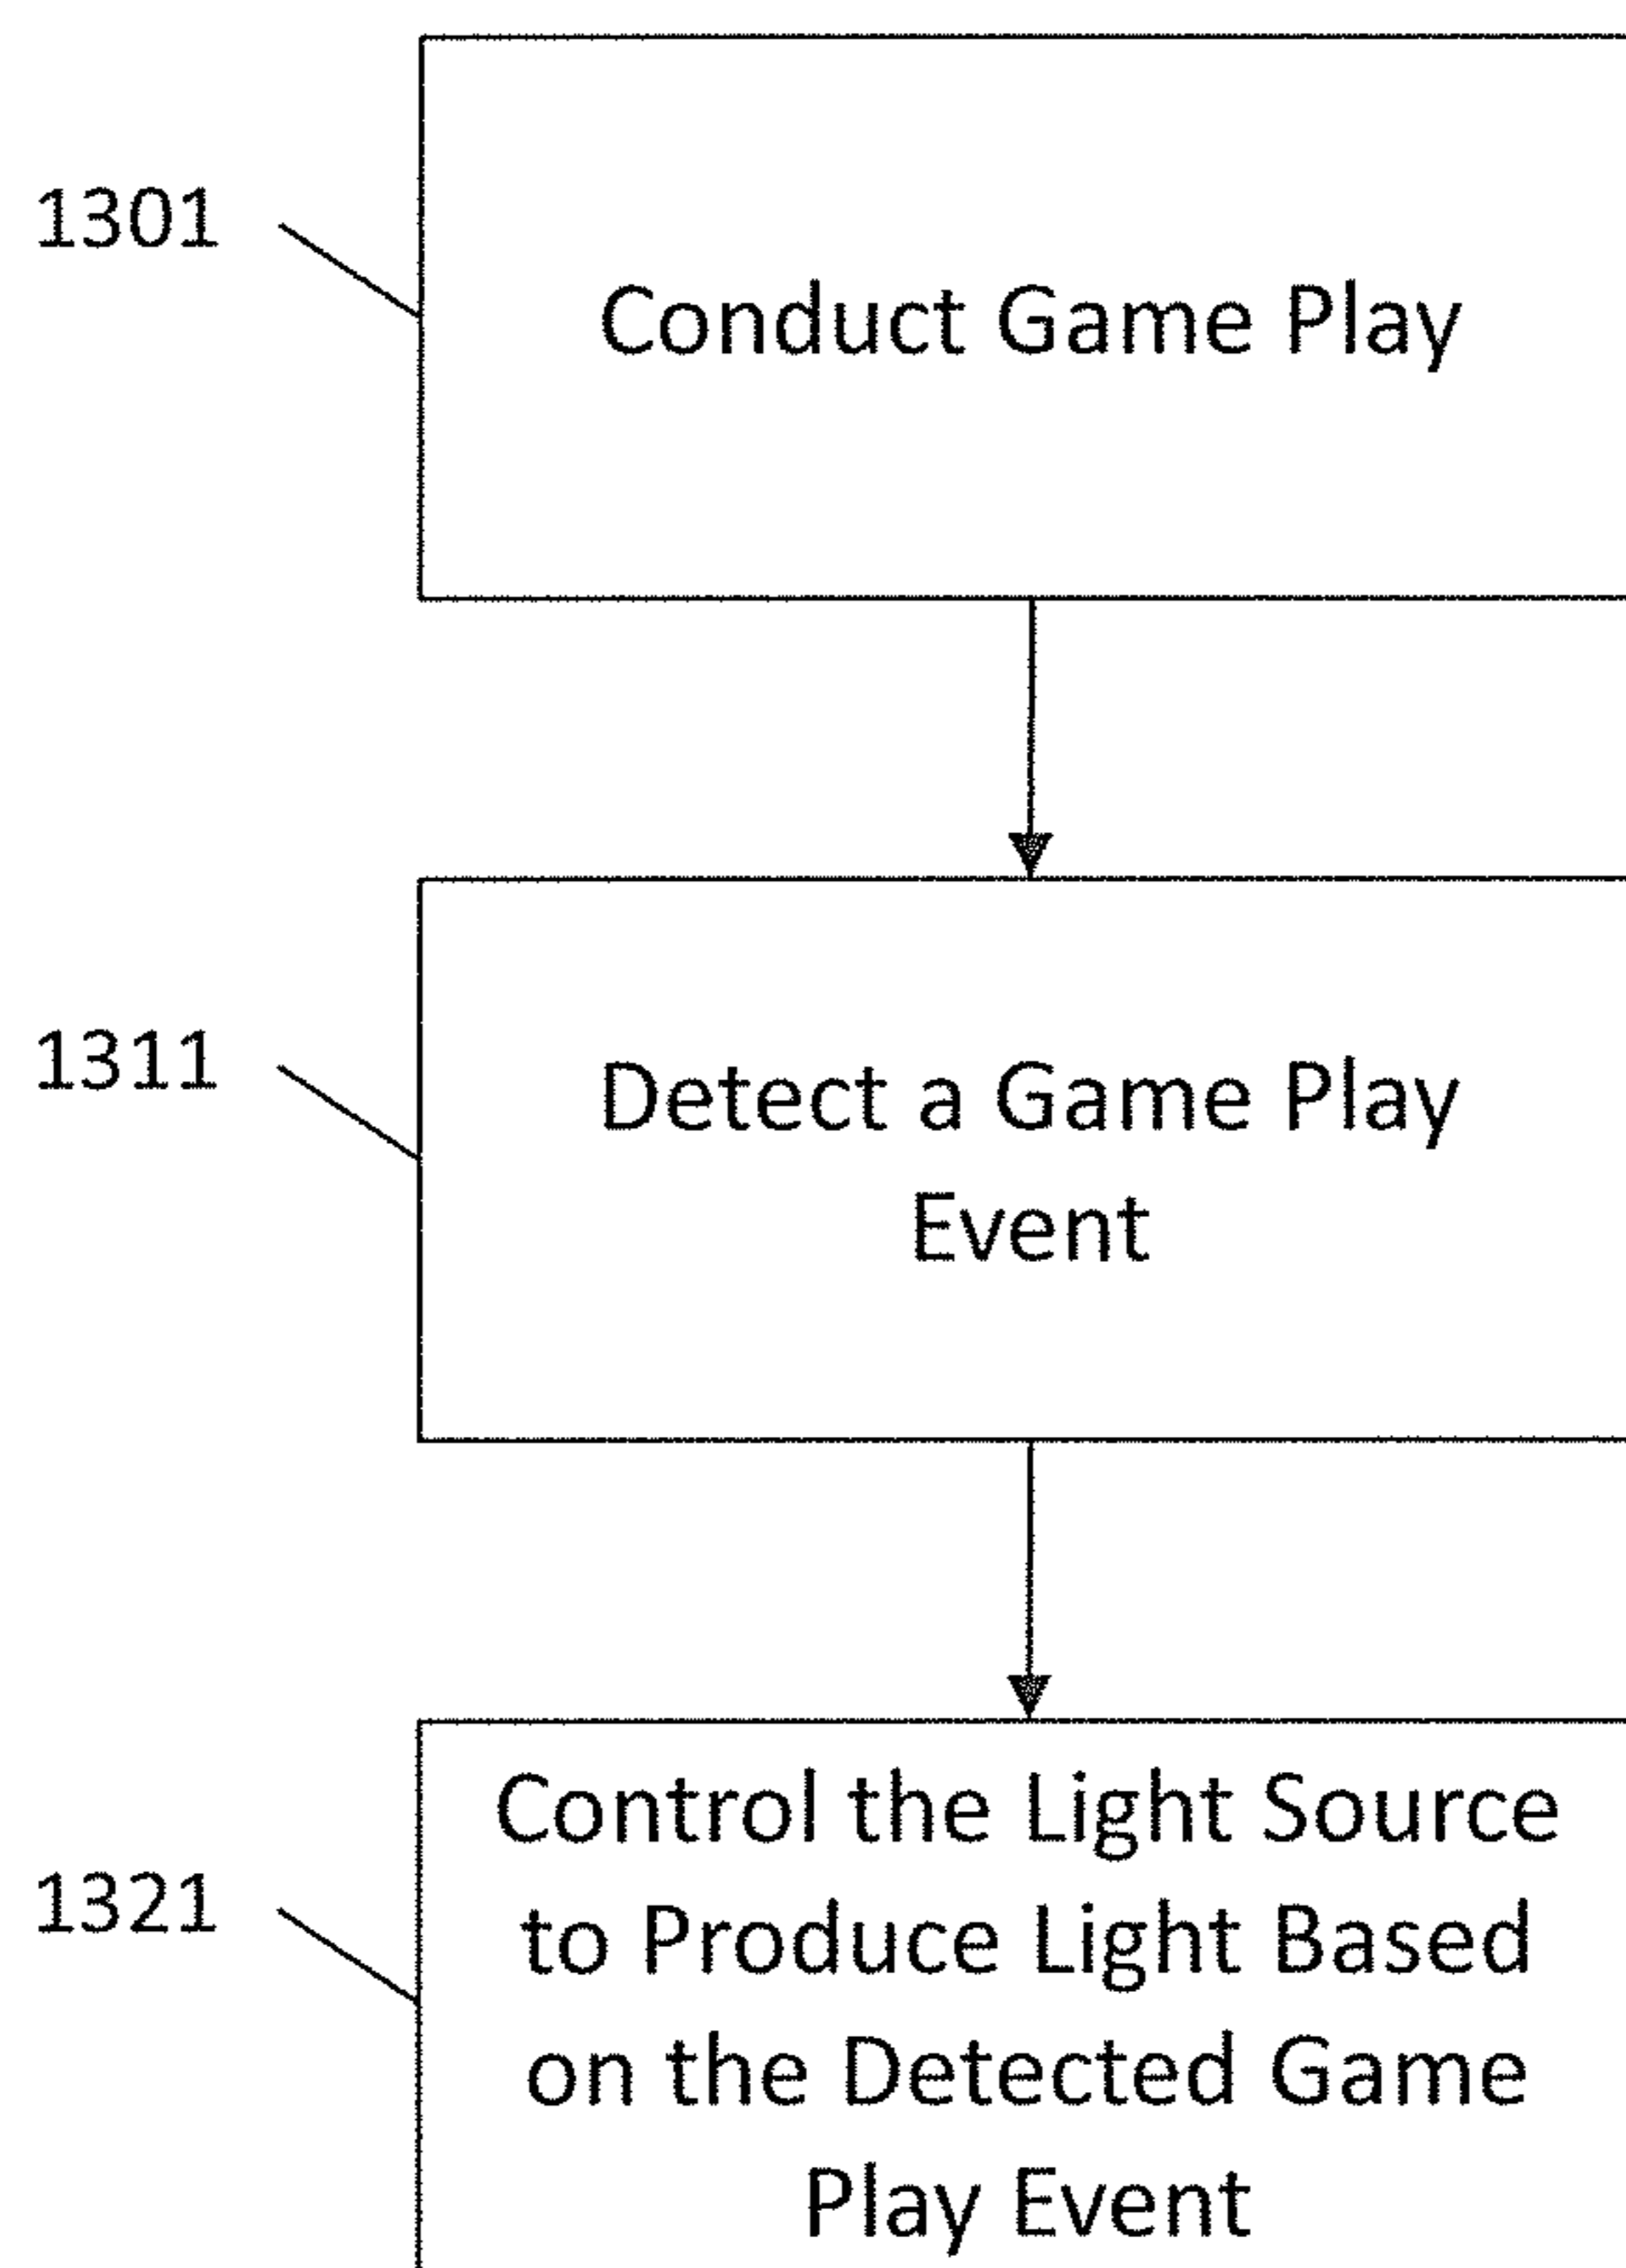 1301
Conduct Game Play
1311
Detect a Game Play
Event
1321
Control the Light Source
to Produce Light Based
on the Detected Game
Play Event